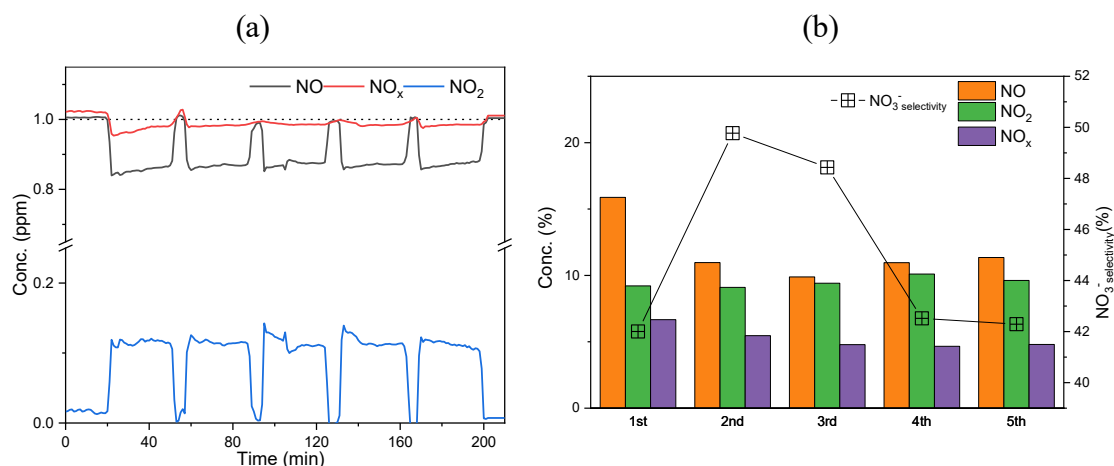 (a)
NO NOx NO2
1.0
0.8
0.2
0.0
Conc. (ppm)
0 40 80 120 160 200
Time (min)
(b)
NO3- selectivity
NO
NO2
NOx
20
10
0
Conc. (%)
52
50
48
46
44
42
40
NO3- selectivity(%)
1st 2nd 3rd 4th 5th